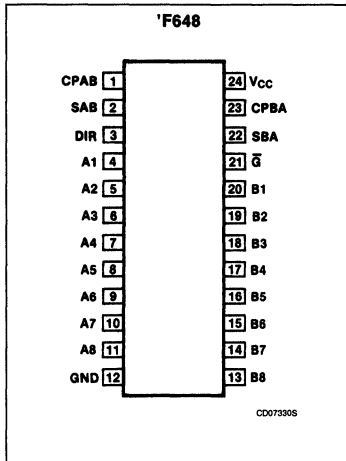 'F648
CPAB 1 24 VCC
SAB 2 23 CPBA
DIR 3 22 SBA
A1 4 21 G̅
A2 5 20 B1
A3 6 19 B2
A4 7 18 B3
A5 8 17 B4
A6 9 16 B5
A7 10 15 B6
A8 11 14 B7
GND 12 13 B8
CD07330S